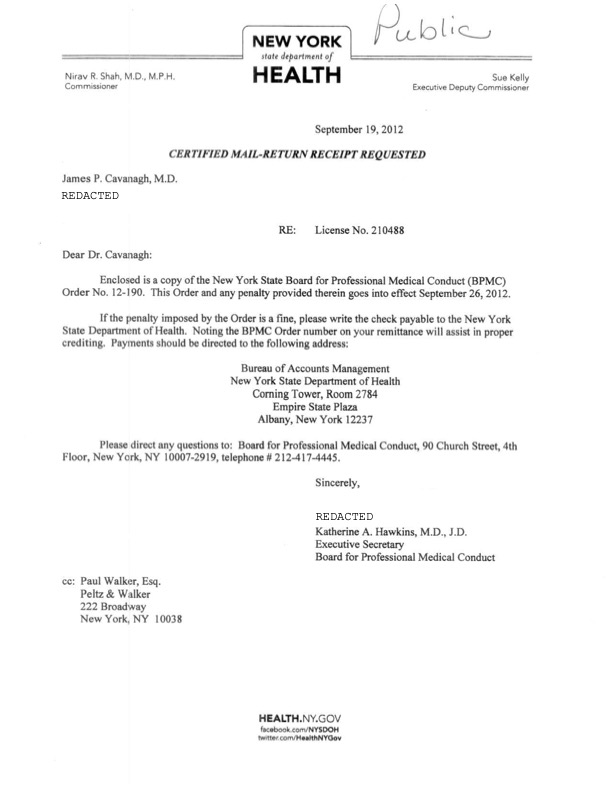 Public
NEW YORK
state department of
HEALTH
Nirav R. Shah, M.D., M.P.H.
Commissioner
Sue Kelly
Executive Deputy Commissioner
September 19, 2012
CERTIFIED MAIL-RETURN RECEIPT REQUESTED
James P. Cavanagh, M.D.
REDACTED
RE: License No. 210488
Dear Dr. Cavanagh:
Enclosed is a copy of the New York State Board for Professional Medical Conduct (BPMC)
Order No. 12-190. This Order and any penalty provided therein goes into effect September 26, 2012.
If the penalty imposed by the Order is a fine, please write the check payable to the New York
State Department of Health. Noting the BPMC Order number on your remittance will assist in proper
crediting. Payments should be directed to the following address:
Bureau of Accounts Management
New York State Department of Health
Corning Tower, Room 2784
Empire State Plaza
Albany, New York 12237
Please direct any questions to: Board for Professional Medical Conduct, 90 Church Street, 4th
Floor, New York, NY 10007-2919, telephone # 212-417-4445.
Sincerely,
REDACTED
Katherine A. Hawkins, M.D., J.D.
Executive Secretary
Board for Professional Medical Conduct
cc: Paul Walker, Esq.
Peltz & Walker
222 Broadway
New York, NY 10038
HEALTH.NY.GOV
facebook.com/NYSDOH
twitter.com/HealthNYGov